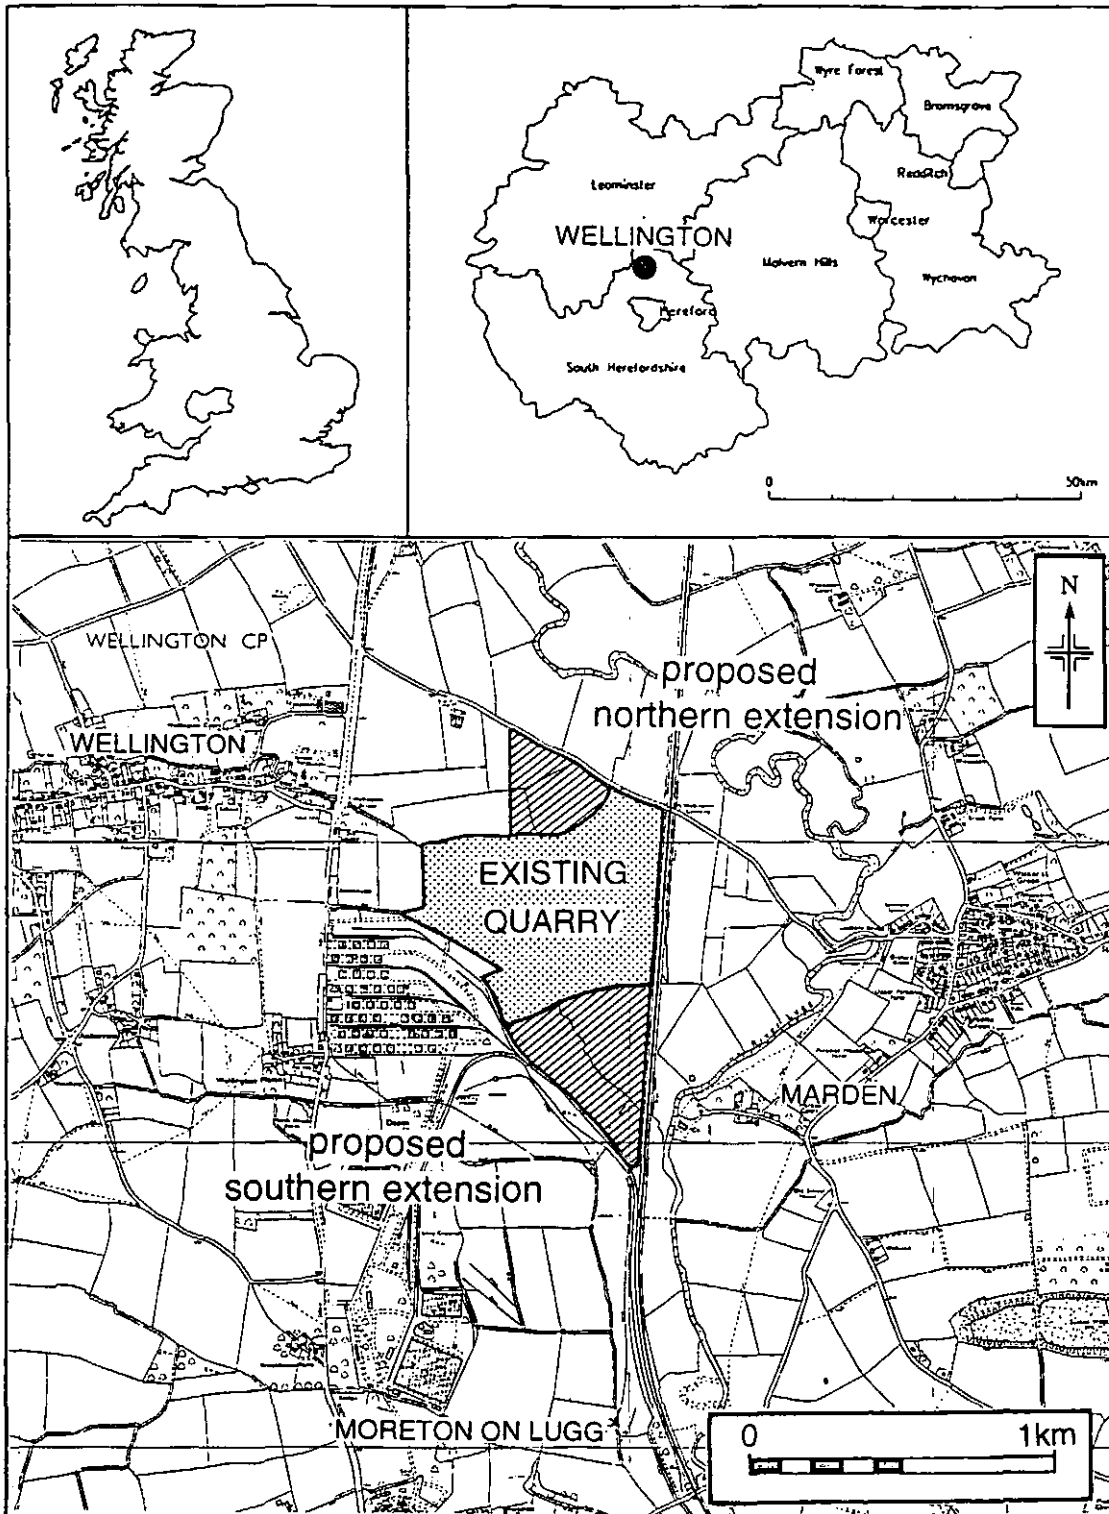 Wyre Forest
Bromsgrove
Leominster
Redditch
Worcester
WELLINGTON
Malvern Hills
Wychavon
Hereford
South Herefordshire
0 50km
N
WELLINGTON CP
proposed
northern extension
WELLINGTON
EXISTING
QUARRY
MARDEN
proposed
southern extension
MORETON ON LUGG
0 1km